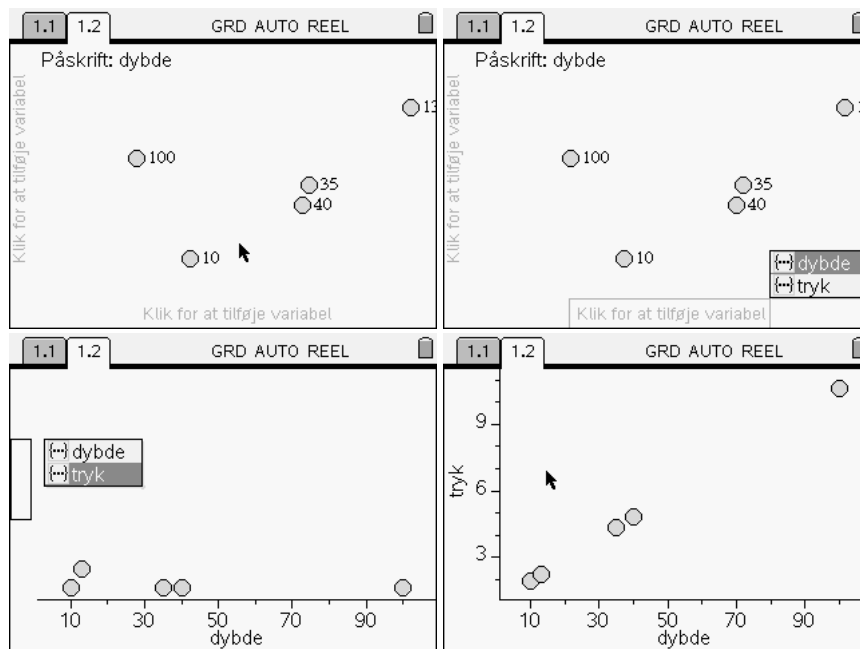 1.1 1.2 GRD AUTO REEL
Påskrift: dybde
Klik for at tilføje variabel
13
100
35
40
10
Klik for at tilføje variabel
1.1 1.2 GRD AUTO REEL
Påskrift: dybde
Klik for at tilføje variabel
100
35
40
10
{···} dybde
{···} tryk
Klik for at tilføje variabel
1.1 1.2 GRD AUTO REEL
{···} dybde
{···} tryk
10 30 50 70 90
dybde
1.1 1.2 GRD AUTO REEL
9
6
3
tryk
10 30 50 70 90
dybde